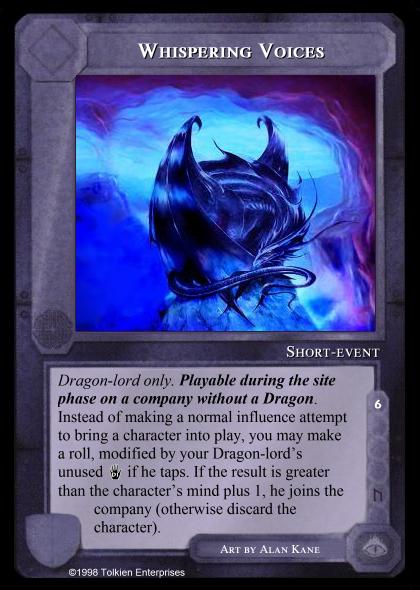 Whispering Voices
Short-event
Dragon-lord only. Playable during the site
phase on a company without a Dragon.
Instead of making a normal influence attempt
to bring a character into play, you may make
a roll, modified by your Dragon-lord's
unused if he taps. If the result is greater
than the character's mind plus 1, he joins the
company (otherwise discard the
character).
6
Art by Alan Kane
©1998 Tolkien Enterprises